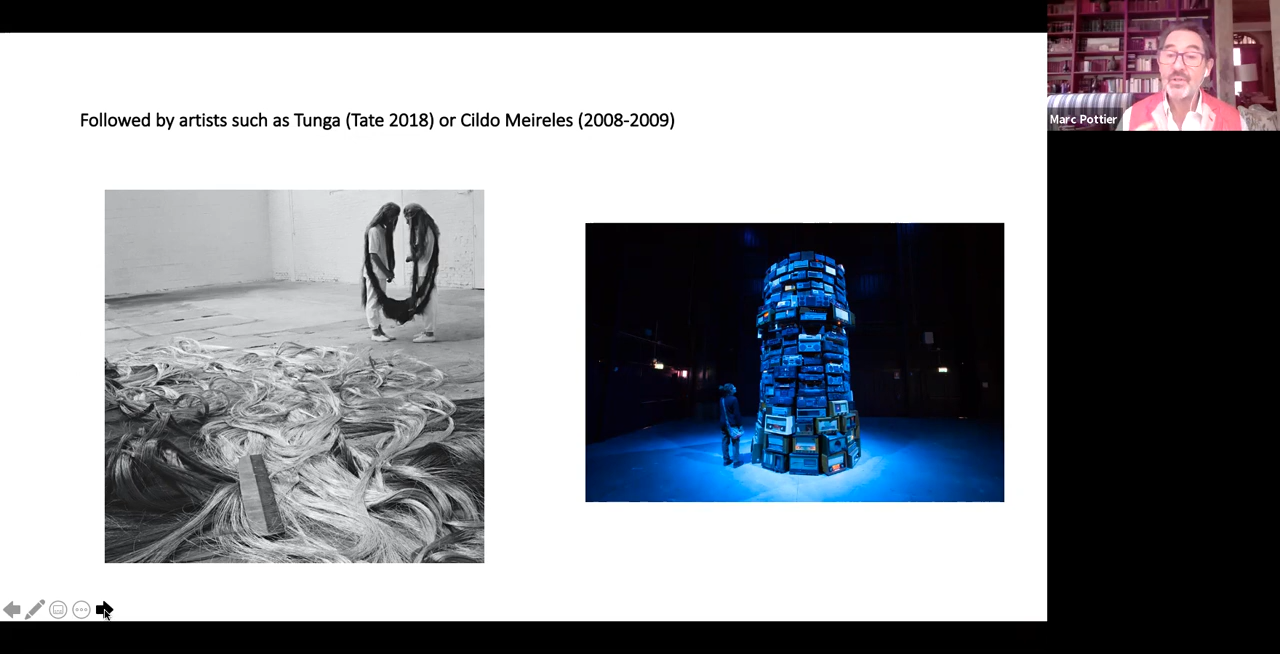 Followed by artists such as Tunga (Tate 2018) or Cildo Meireles (2008-2009)
Marc Pottier